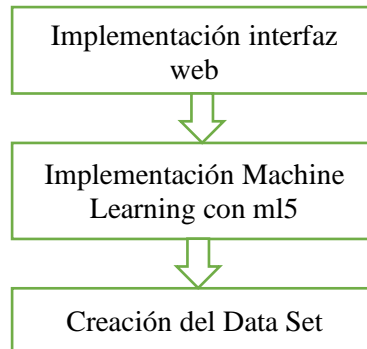 Implementación interfaz
web
Implementación Machine
Learning con ml5
Creación del Data Set